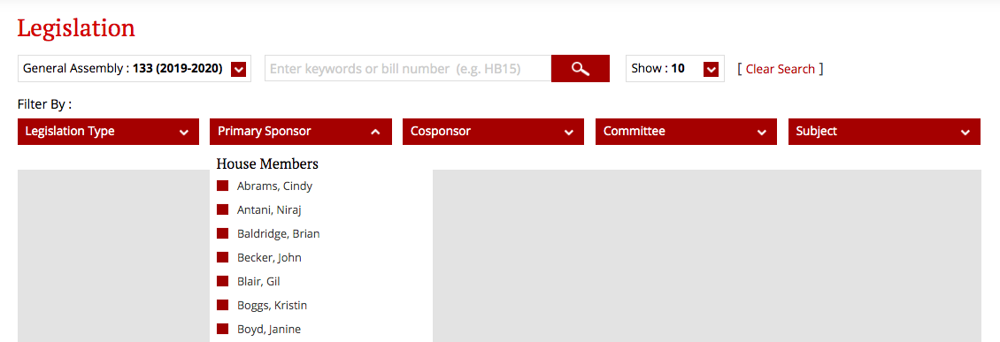 Legislation
General Assembly : 133 (2019-2020) Enter keywords or bill number (e.g. HB15) Show : 10 [ Clear Search ]
Filter By :
Legislation Type Primary Sponsor Cosponsor Committee Subject
House Members
Abrams, Cindy
Antani, Niraj
Baldridge, Brian
Becker, John
Blair, Gil
Boggs, Kristin
Boyd, Janine